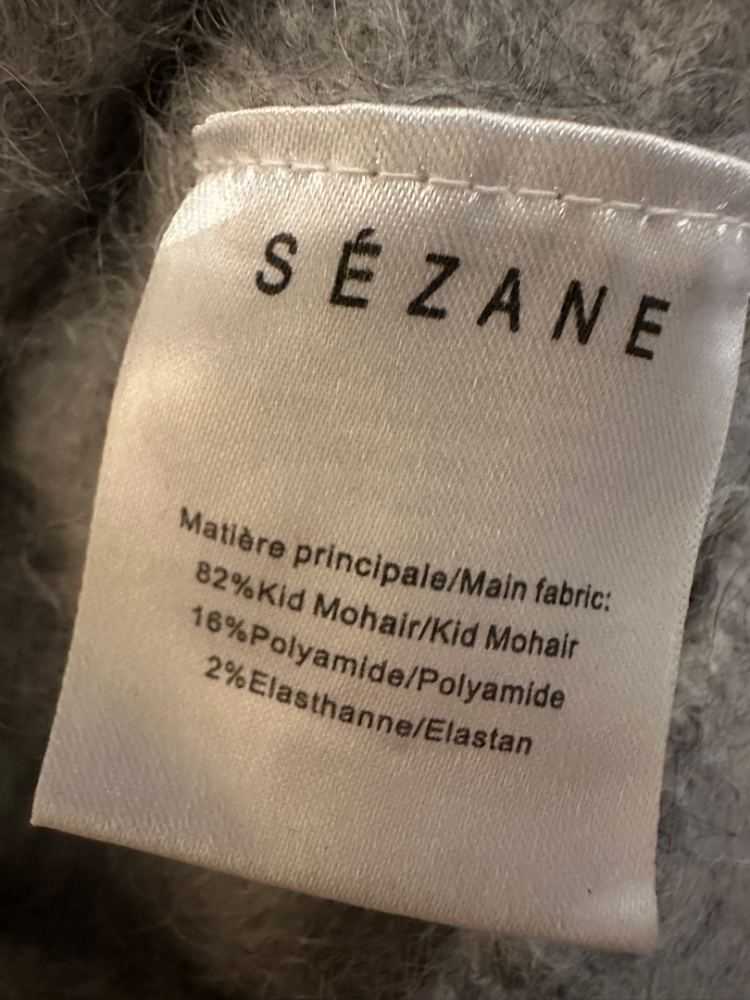 SÉZANE
Matière principale/Main fabric:
82%Kid Mohair/Kid Mohair
16%Polyamide/Polyamide
2%Elasthanne/Elastan